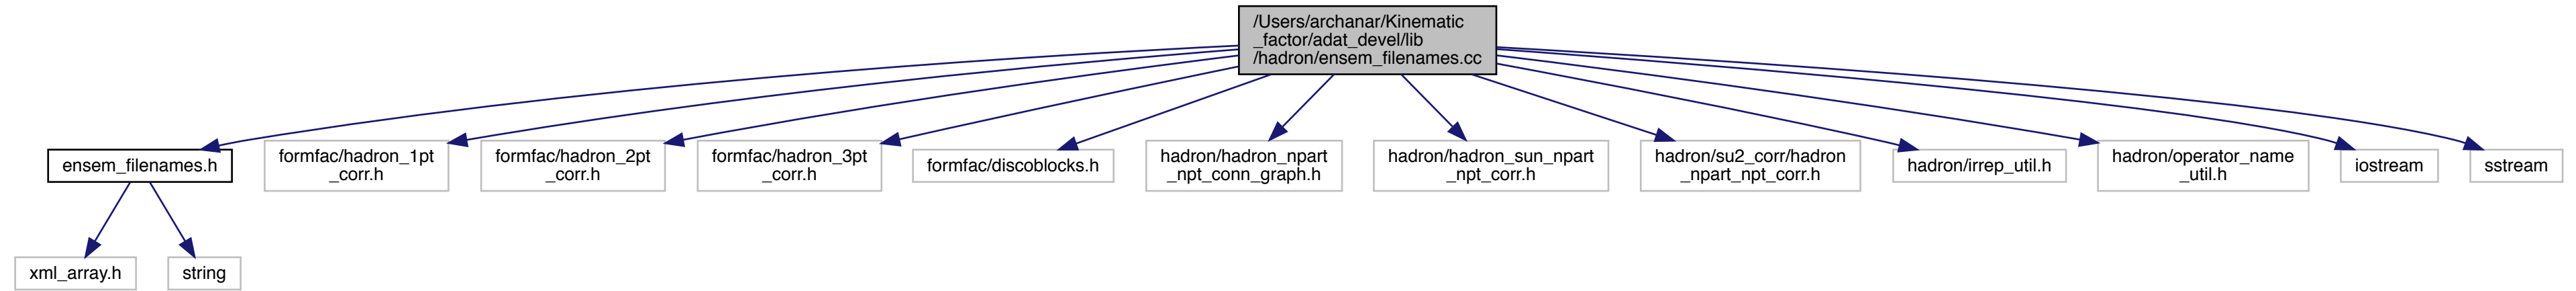 /Users/archanar/Kinematic
_factor/adat_devel/lib
/hadron/ensem_filenames.cc
ensem_filenames.h
formfac/hadron_1pt
_corr.h
formfac/hadron_2pt
_corr.h
formfac/hadron_3pt
_corr.h
formfac/discoblocks.h
hadron/hadron_npart
_npt_conn_graph.h
hadron/hadron_sun_npart
_npt_corr.h
hadron/su2_corr/hadron
_npart_npt_corr.h
hadron/irrep_util.h
hadron/operator_name
_util.h
iostream
sstream
xml_array.h
string